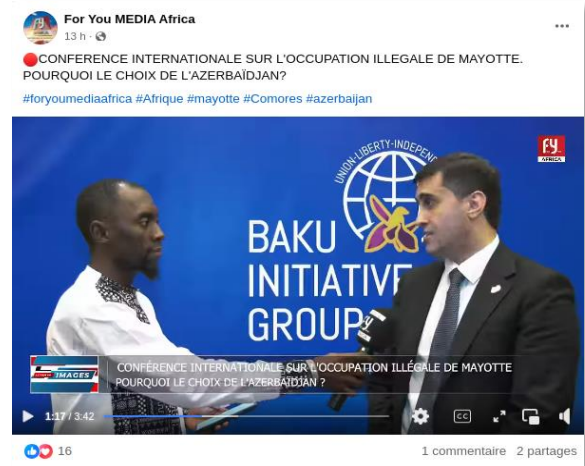 For You MEDIA Africa
13 h
🔴CONFERENCE INTERNATIONALE SUR L'OCCUPATION ILLEGALE DE MAYOTTE.
POURQUOI LE CHOIX DE L'AZERBAÏDJAN?
#foryoumediaafrica #Afrique #mayotte #Comores #azerbaijan
F.Y.
AFRICA
UNION-LIBERTY-INDEPEN
BAKU
INITIATIVE
GROUP
IMAGES
CONFÉRENCE INTERNATIONALE SUR L'OCCUPATION ILLÉGALE DE MAYOTTE
POURQUOI LE CHOIX DE L'AZERBAÏDJAN ?
1:17 / 3:42
CC
16
1 commentaire 2 partages